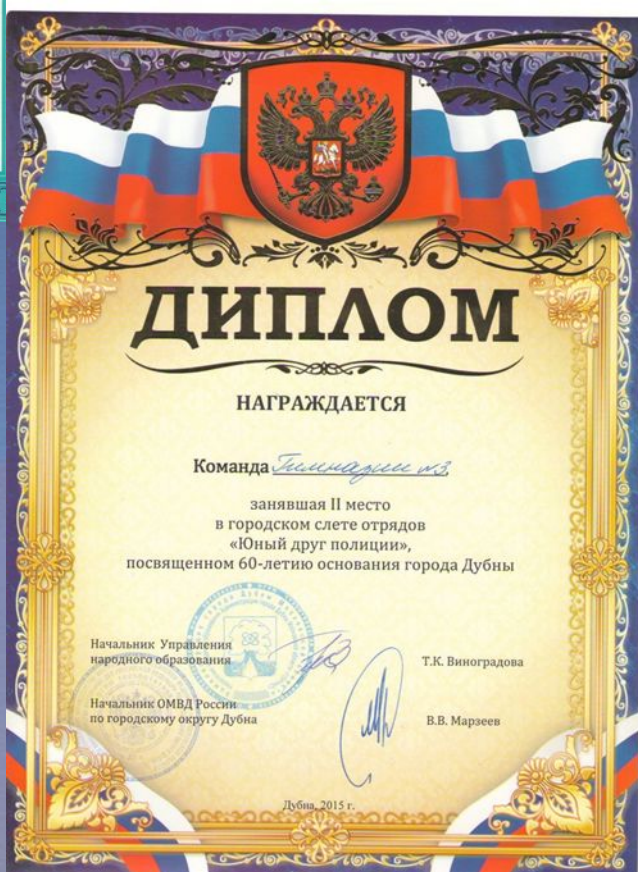 ДИПЛОМ
НАГРАЖДАЕТСЯ
Команда Гимназии №3
занявшая II место
в городском слете отрядов
«Юный друг полиции»,
посвященном 60-летию основания города Дубны
Начальник Управления
народного образования
Т.К. Виноградова
Начальник ОМВД России
по городскому округу Дубна
В.В. Марзеев
Дубна, 2015 г.